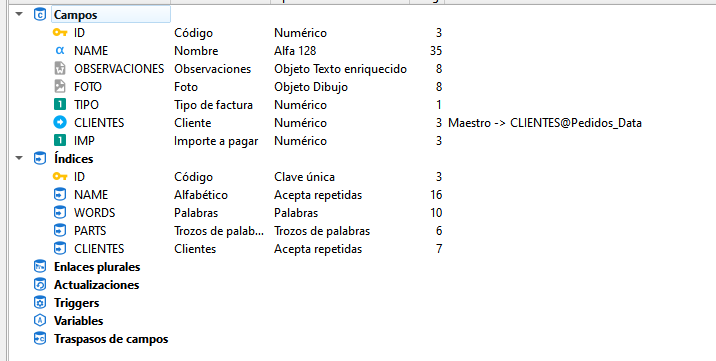 Campos
ID Código Numérico 3
α NAME Nombre Alfa 128 35
OBSERVACIONES Observaciones Objeto Texto enriquecido 8
FOTO Foto Objeto Dibujo 8
1 TIPO Tipo de factura Numérico 1
CLIENTES Cliente Numérico 3 Maestro -> CLIENTES@Pedidos_Data
1 IMP Importe a pagar Numérico 3
Índices
ID Código Clave única 3
NAME Alfabético Acepta repetidas 16
WORDS Palabras Palabras 10
PARTS Trozos de palab... Trozos de palabras 6
CLIENTES Clientes Acepta repetidas 7
Enlaces plurales
Actualizaciones
Triggers
Variables
Traspasos de campos